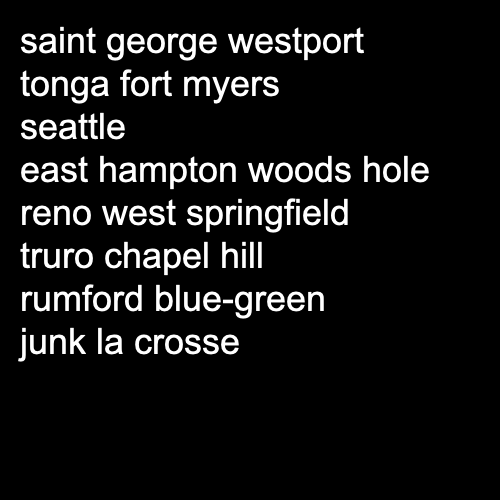 saint george westport
tonga fort myers
seattle
east hampton woods hole
reno west springfield
truro chapel hill
rumford blue-green
junk la crosse